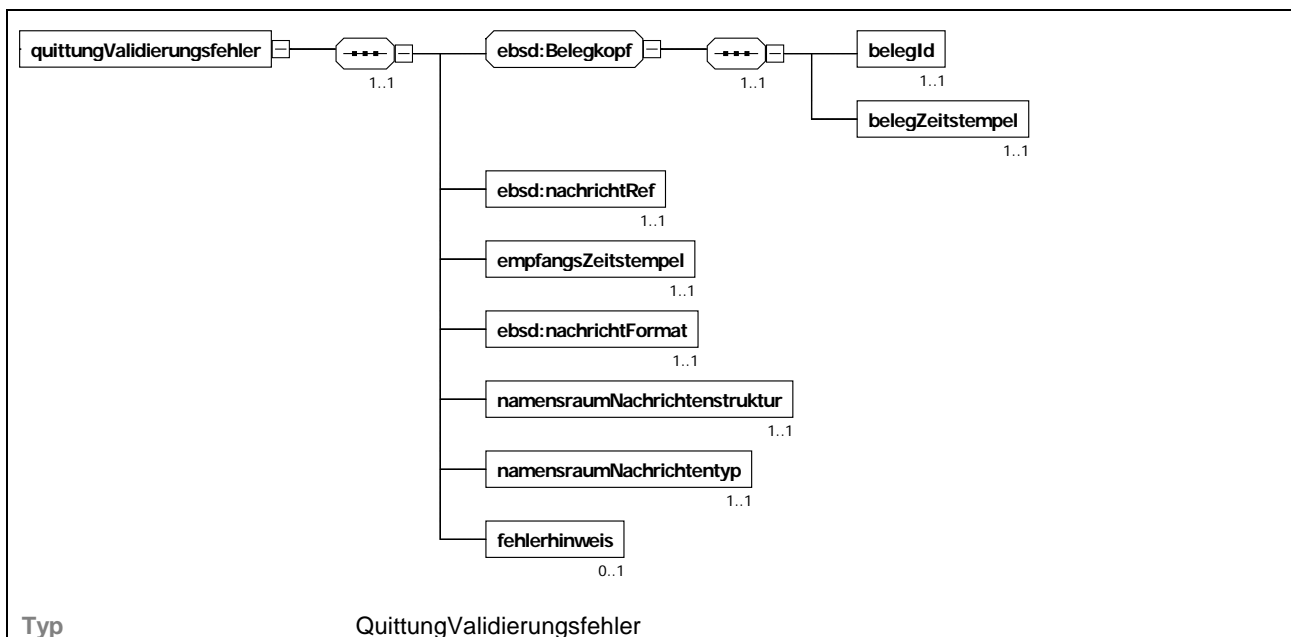 quittungValidierungsfehler
1..1
ebsd:Belegkopf
1..1
belegId
1..1
belegZeitstempel
1..1
ebsd:nachrichtRef
1..1
empfangsZeitstempel
1..1
ebsd:nachrichtFormat
1..1
namensraumNachrichtenstruktur
1..1
namensraumNachrichtentyp
1..1
fehlerhinweis
0..1
Typ QuittungValidierungsfehler